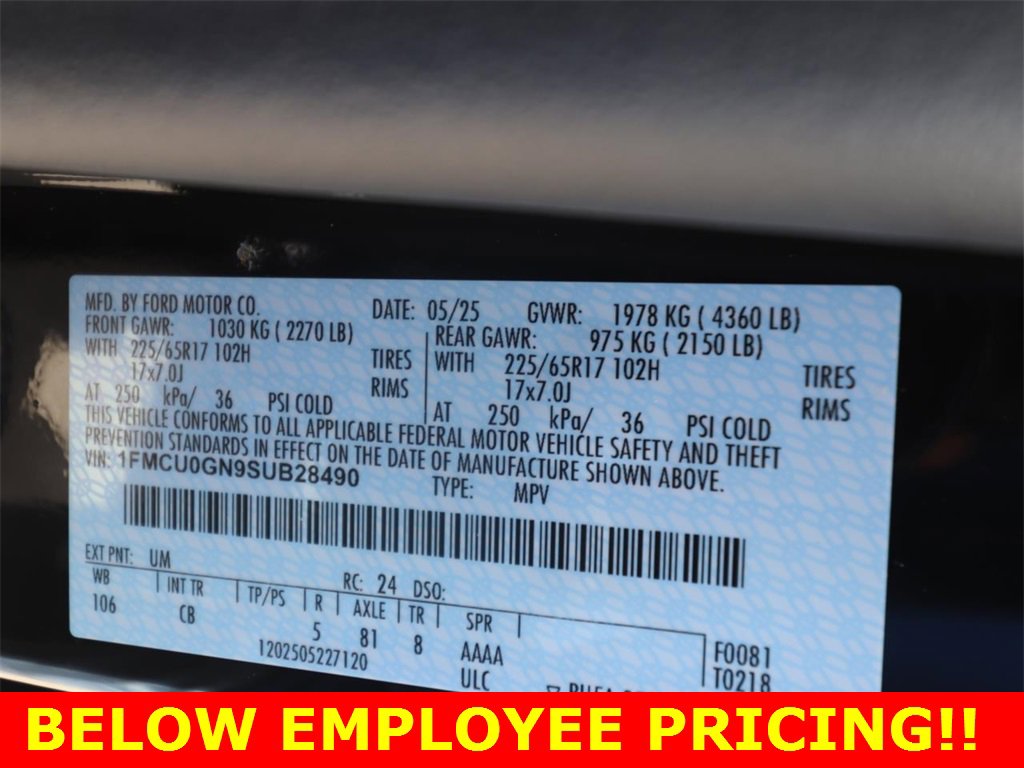 MFD. BY FORD MOTOR CO. DATE: 05/25 GVWR: 1978 KG ( 4360 LB)
FRONT GAWR: 1030 KG ( 2270 LB) REAR GAWR: 975 KG ( 2150 LB)
WITH 225/65R17 102H TIRES WITH 225/65R17 102H TIRES
17x7.0J RIMS 17x7.0J RIMS
AT 250 kPa/ 36 PSI COLD AT 250 kPa/ 36 PSI COLD
THIS VEHICLE CONFORMS TO ALL APPLICABLE FEDERAL MOTOR VEHICLE SAFETY AND THEFT
PREVENTION STANDARDS IN EFFECT ON THE DATE OF MANUFACTURE SHOWN ABOVE.
VIN: 1FMCU0GN9SUB28490 TYPE: MPV
EXT PNT: UM RC: 24 DSO:
WB INT TR TP/PS R AXLE TR SPR
106 CB 5 81 8 AAAA F0081
1202505227120 ULC T0218
BELOW EMPLOYEE PRICING!!